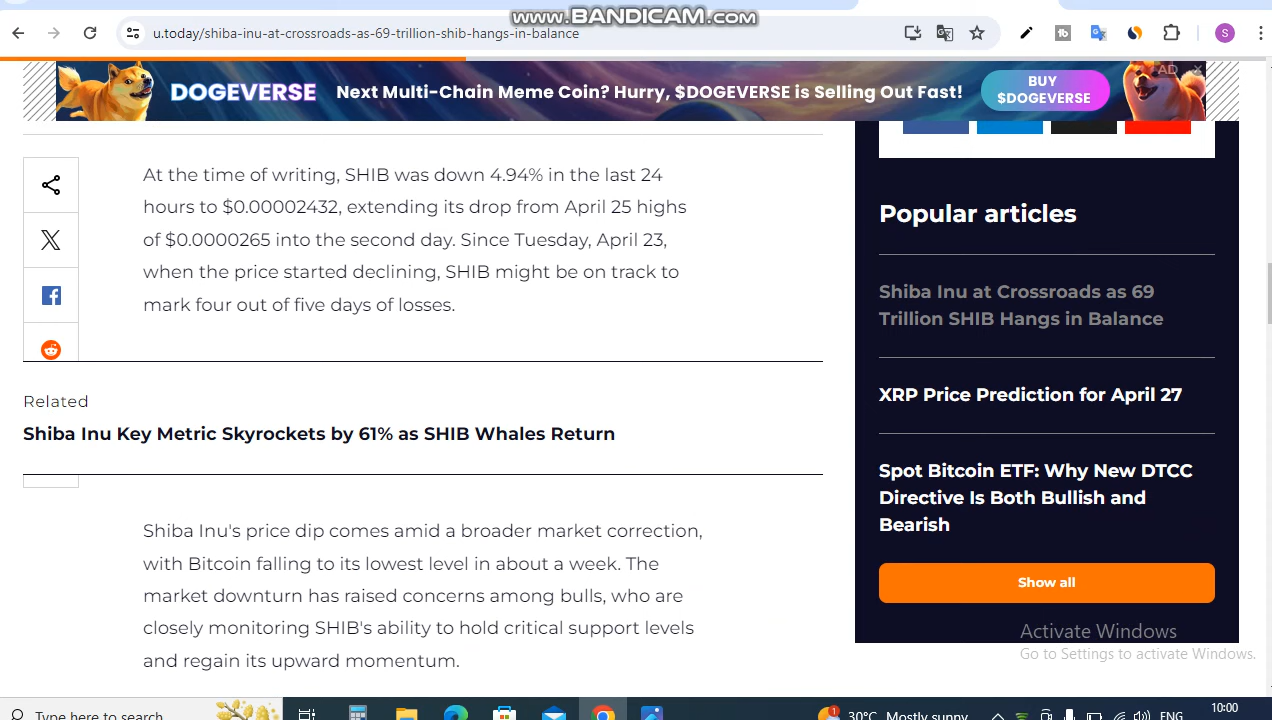 www.BANDICAM.com
u.today/shiba-inu-at-crossroads-as-69-trillion-shib-hangs-in-balance
S
DOGEVERSE
Next Multi-Chain Meme Coin? Hurry, $DOGEVERSE is Selling Out Fast!
BUY
$DOGEVERSE
AD
At the time of writing, SHIB was down 4.94% in the last 24
hours to $0.00002432, extending its drop from April 25 highs
of $0.0000265 into the second day. Since Tuesday, April 23,
when the price started declining, SHIB might be on track to
mark four out of five days of losses.
Related
Shiba Inu Key Metric Skyrockets by 61% as SHIB Whales Return
Shiba Inu's price dip comes amid a broader market correction,
with Bitcoin falling to its lowest level in about a week. The
market downturn has raised concerns among bulls, who are
closely monitoring SHIB's ability to hold critical support levels
and regain its upward momentum.
Popular articles
Shiba Inu at Crossroads as 69
Trillion SHIB Hangs in Balance
XRP Price Prediction for April 27
Spot Bitcoin ETF: Why New DTCC
Directive Is Both Bullish and
Bearish
Show all
Activate Windows
Go to Settings to activate Windows.
Type here to search
1
30°C Mostly sunny
ENG
10:00